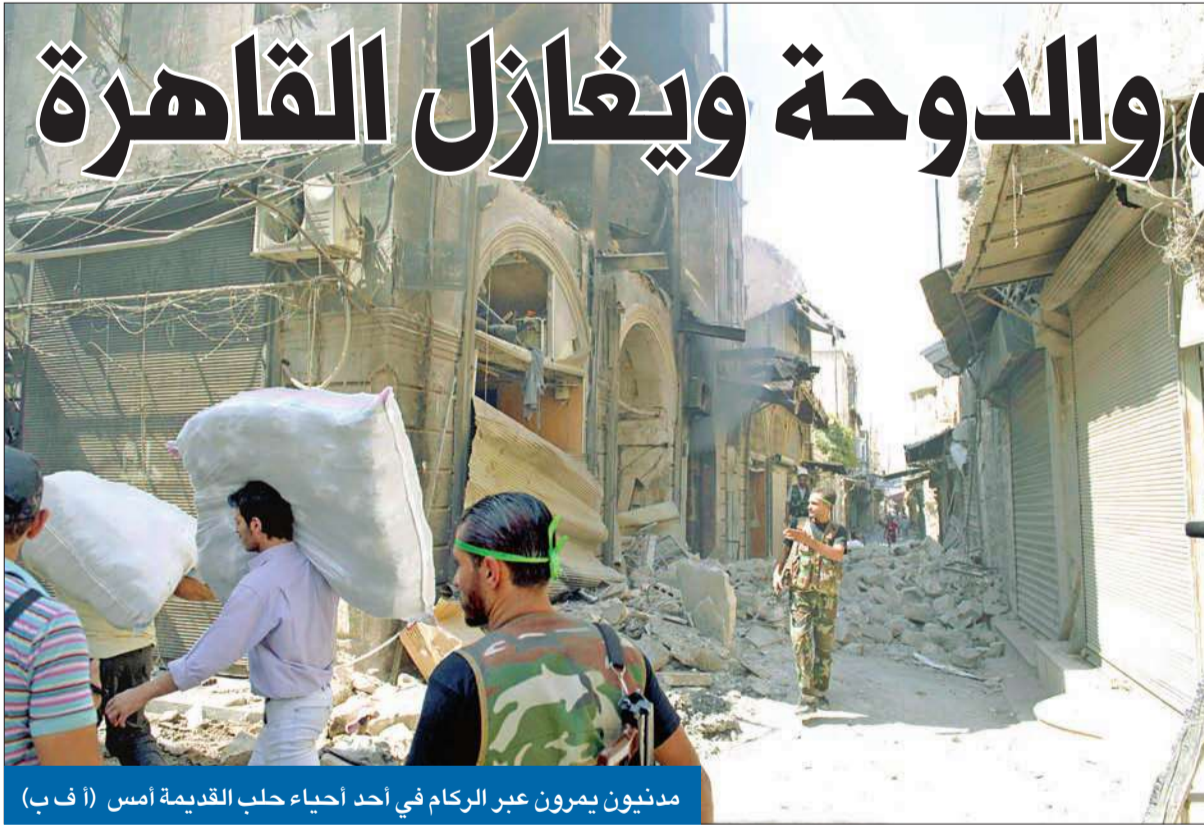 والدوحة ويغازل القاهرة
مدنيون يمرون عبر الركام في أحد أحياء حلب القديمة أمس (أ ف ب)